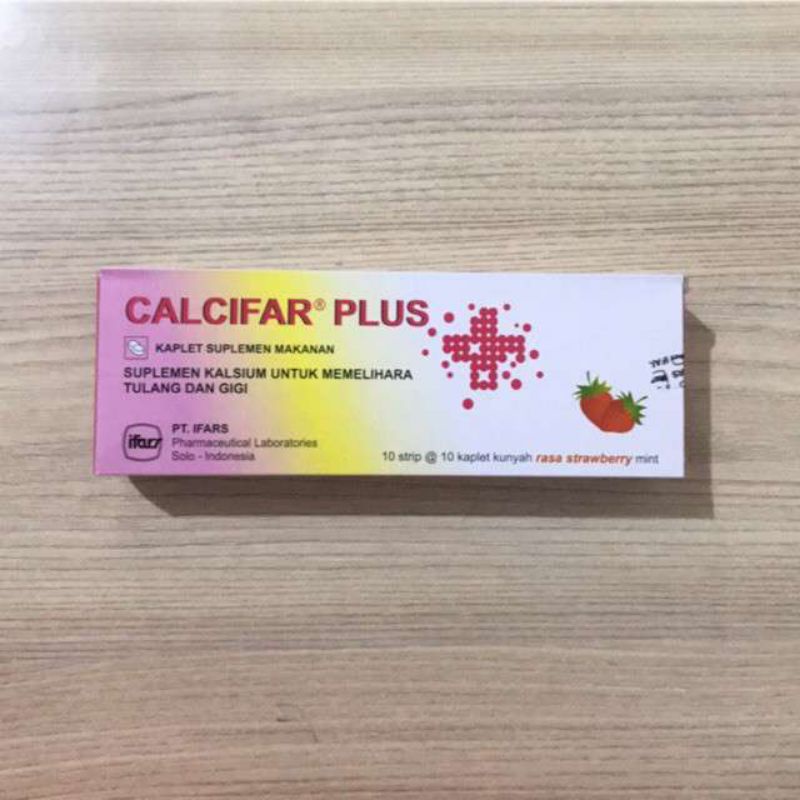 CALCIFAR® PLUS
KAPLET SUPLEMEN MAKANAN
SUPLEMEN KALSIUM UNTUK MEMELIHARA
TULANG DAN GIGI
ifars
PT. IFARS
Pharmaceutical Laboratories
Solo - Indonesia
10 strip @ 10 kaplet kunyah rasa strawberry mint